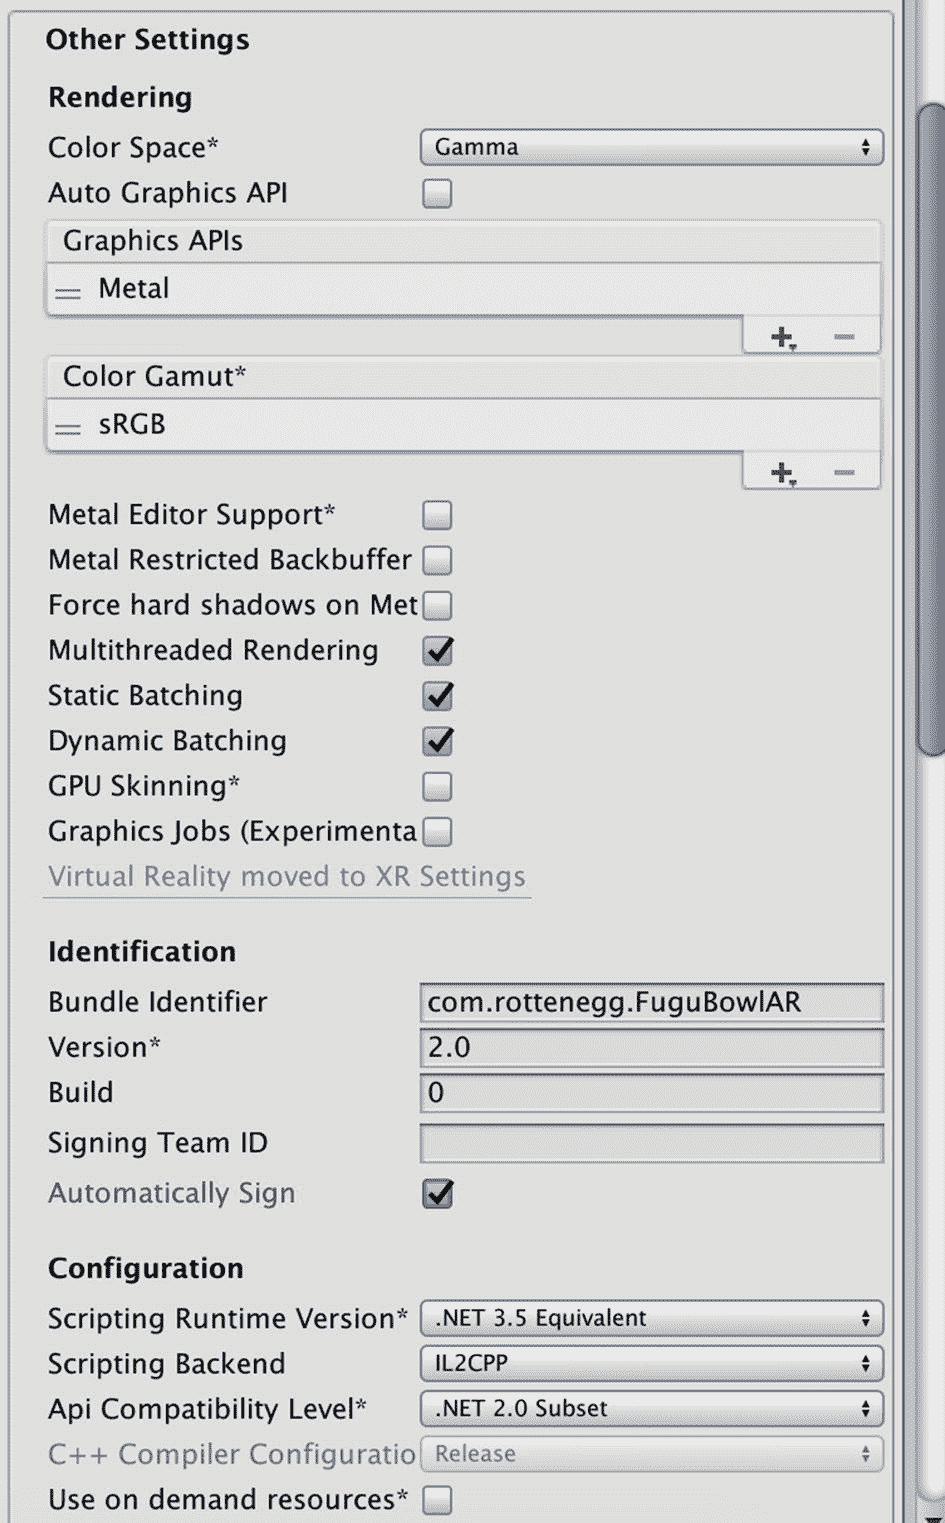 Other Settings
Rendering
Color Space* Gamma
Auto Graphics API
Graphics APIs
Metal
Color Gamut*
sRGB
Metal Editor Support*
Metal Restricted Backbuffer
Force hard shadows on Met
Multithreaded Rendering
Static Batching
Dynamic Batching
GPU Skinning*
Graphics Jobs (Experimenta
Virtual Reality moved to XR Settings
Identification
Bundle Identifier com.rottenegg.FuguBowlAR
Version* 2.0
Build 0
Signing Team ID
Automatically Sign
Configuration
Scripting Runtime Version* .NET 3.5 Equivalent
Scripting Backend IL2CPP
Api Compatibility Level* .NET 2.0 Subset
C++ Compiler Configuratio Release
Use on demand resources*